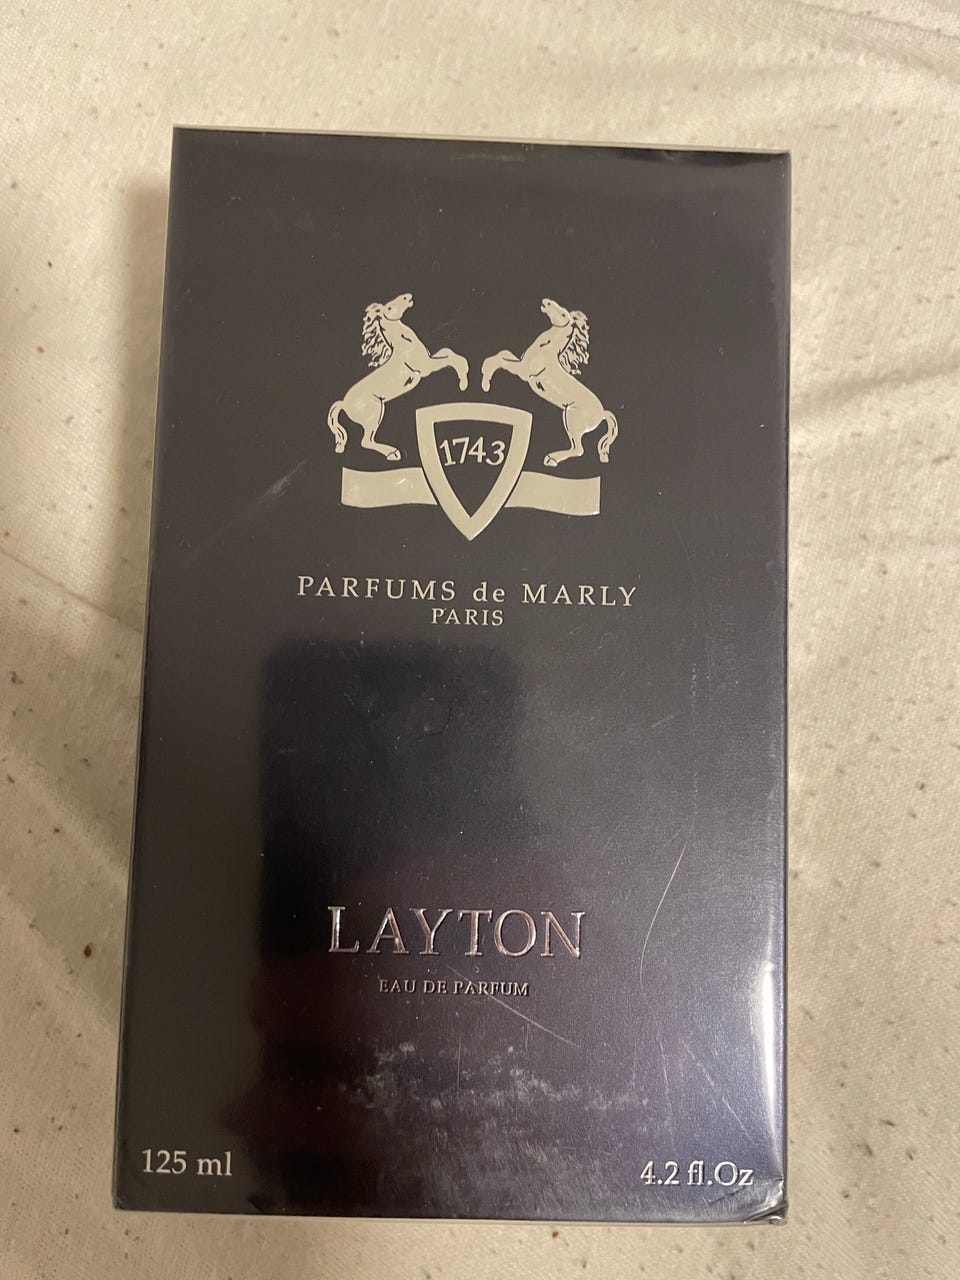 1743
PARFUMS de MARLY
PARIS
LAYTON
EAU DE PARFUM
125 ml
4.2 fl.Oz